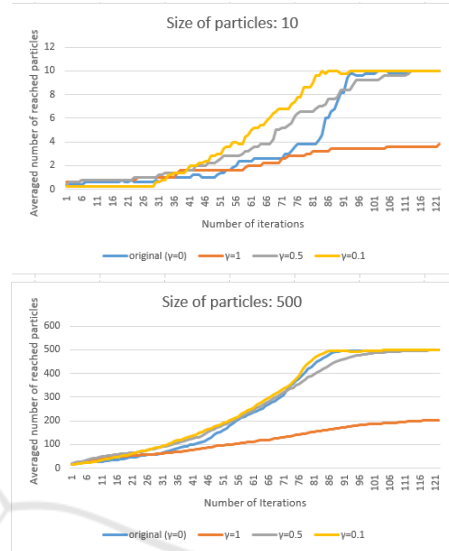 Size of particles: 10
Averaged number of reached particles
12
10
8
6
4
2
0
1 6 11 16 21 26 31 36 41 46 51 56 61 66 71 76 81 86 91 96 101 106 111 116 121
Number of iterations
original (γ=0) γ=1 γ=0.5 γ=0.1
Size of particles: 500
Averaged number of reached particles
600
500
400
300
200
100
0
1 6 11 16 21 26 31 36 41 46 51 56 61 66 71 76 81 86 91 96 101 106 111 116 121
Number of Iterations
original (γ=0) γ=1 γ=0.5 γ=0.1